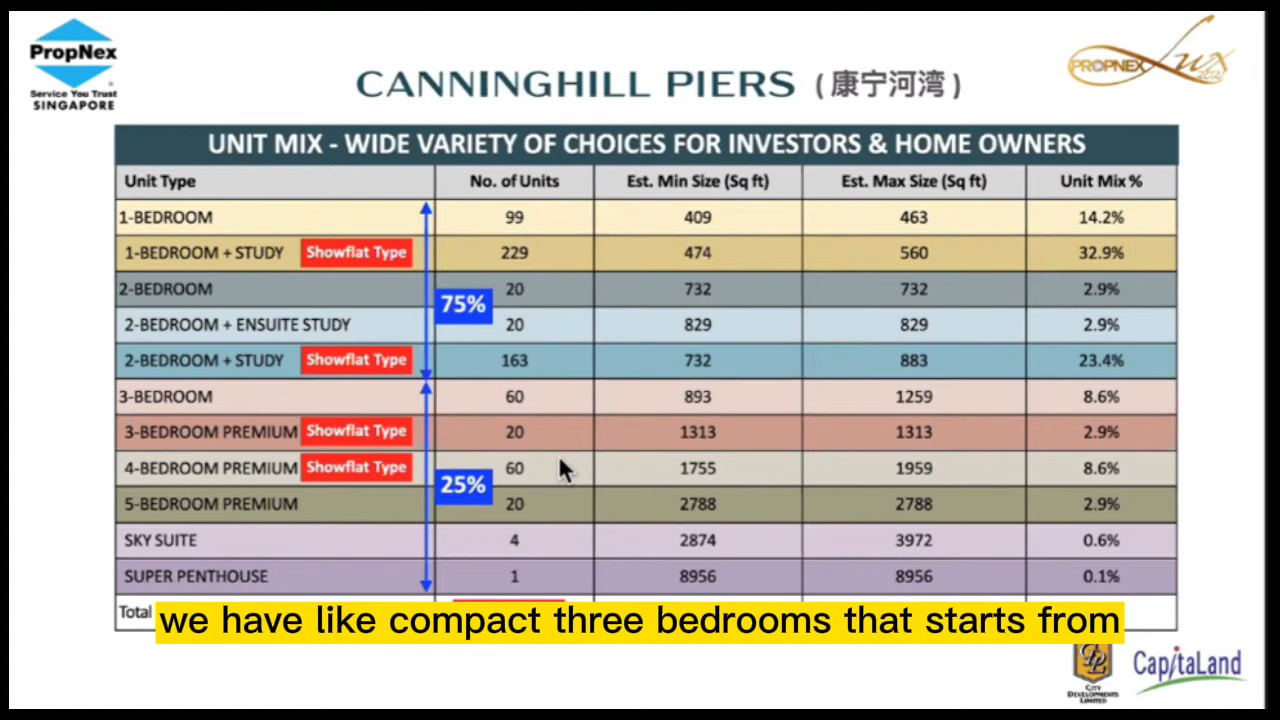 PropNex
Service You Trust
SINGAPORE
CANNINGHILL PIERS (康宁河湾)
PROPNEX Lux
UNIT MIX - WIDE VARIETY OF CHOICES FOR INVESTORS & HOME OWNERS
Unit Type No. of Units Est. Min Size (Sq ft) Est. Max Size (Sq ft) Unit Mix %
1-BEDROOM 99 409 463 14.2%
1-BEDROOM + STUDY Showflat Type 229 474 560 32.9%
2-BEDROOM 20 732 732 2.9%
75%
2-BEDROOM + ENSUITE STUDY 20 829 829 2.9%
2-BEDROOM + STUDY Showflat Type 163 732 883 23.4%
3-BEDROOM 60 893 1259 8.6%
3-BEDROOM PREMIUM Showflat Type 20 1313 1313 2.9%
4-BEDROOM PREMIUM Showflat Type 60 1755 1959 8.6%
25%
5-BEDROOM PREMIUM 20 2788 2788 2.9%
SKY SUITE 4 2874 3972 0.6%
SUPER PENTHOUSE 1 8956 8956 0.1%
Total
we have like compact three bedrooms that starts from
CITY
DEVELOPMENTS
LIMITED
CapitaLand